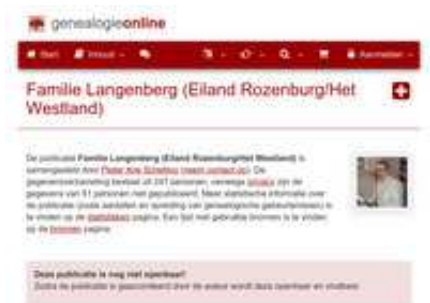 genealogieonline
Start Inhoud Aanmelden
Familie Langenberg (Eiland Rozenburg/Het
Westland)
De publicatie Familie Langenberg (Eiland Rozenburg/Het Westland) is
samengesteld door (neem contact op). De
gegevensverzameling bestaat uit personen, vanwege privacy zijn de
gegevens van 51 personen niet gepubliceerd. Meer statistische informatie over
de publicatie (zoals aantallen en spreiding van genealogische gebeurtenissen) is
te vinden op de statistieken pagina. Een lijst met gebruikte bronnen is te vinden
op de bronnen pagina.
Deze publicatie is nog niet openbaar!
Zodra de publicatie is gecontroleerd door de auteur wordt deze openbaar en vindbaar.